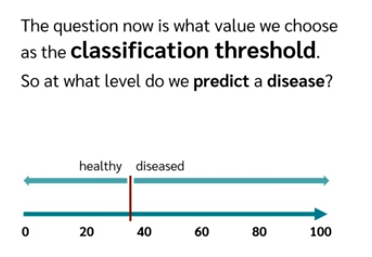 The question now is what value we choose
as the classification threshold.
So at what level do we predict a disease?
healthy diseased
0 20 40 60 80 100